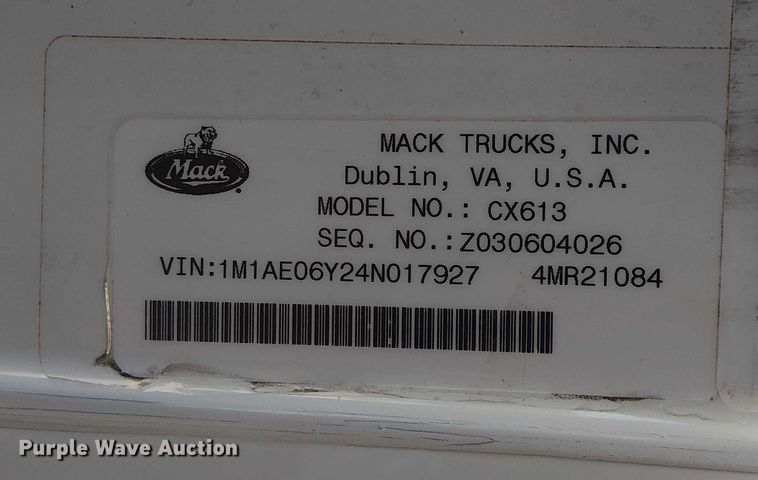 Mack
MACK TRUCKS, INC.
Dublin, VA, U.S.A.
MODEL NO.: CX613
SEQ. NO.:Z030604026
VIN:1M1AE06Y24N017927 4MR21084
Purple Wave Auction